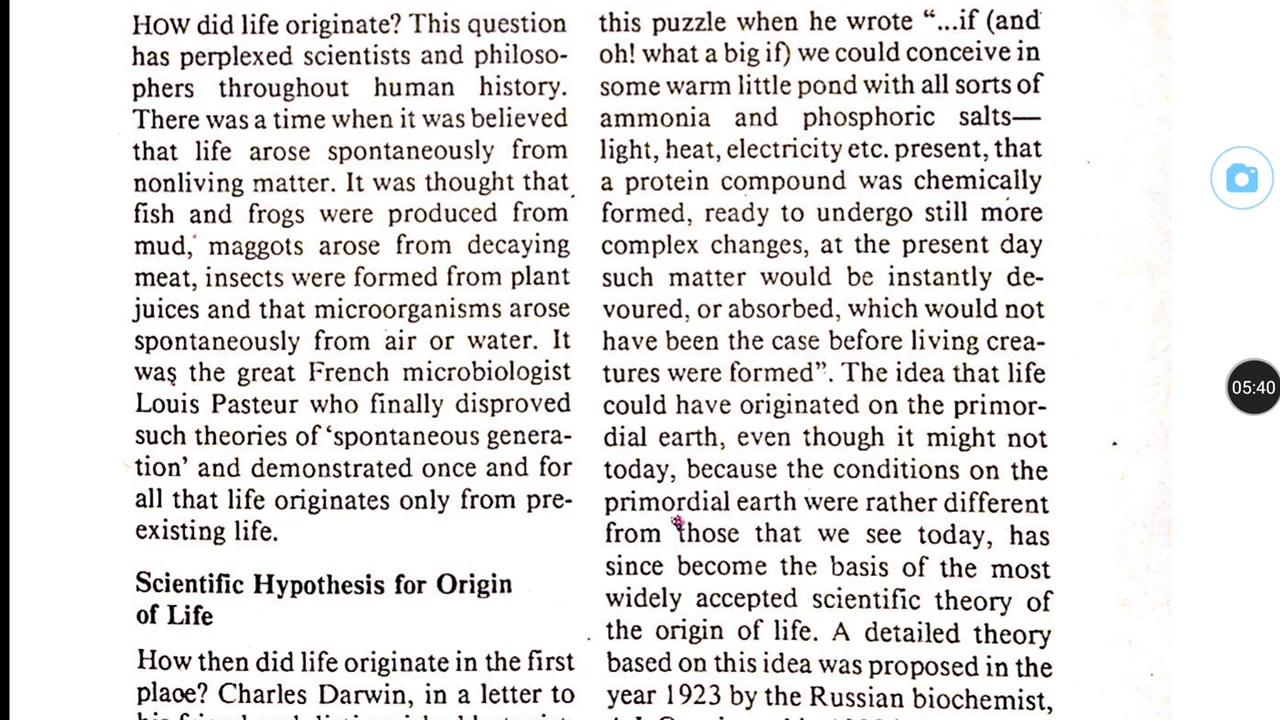 HOW did life originate? This question
has perplexed scientists and philoso-
phers throughout human history.
There was a time when it was believed
that life arose spontaneously from
nonliving matter. It was thought that
fish and frogs were produced from
mud, maggots arose from decaying
meat, insects were formed from plant
juices and that microorganisms arose
spontaneously from air or water. It
was the great French microbiologist
Louis Pasteur who finally disproved
such theories of 'spontaneous genera-
tion' and demonstrated once and for
all that life originates only from pre-
existing life.
Scientific Hypothesis for Origin
of Life
How then did life originate in the first
place? Charles Darwin, in a letter to
this puzzle when he wrote "...if (and
oh! what a big if) we could conceive in
some warm little pond with all sorts of
ammonia and phosphoric salts—
light, heat, electricity etc. present, that
a protein compound was chemically
formed, ready to undergo still more
complex changes, at the present day
such matter would be instantly de-
voured, or absorbed, which would not
have been the case before living crea-
tures were formed". The idea that life
could have originated on the primor-
dial earth, even though it might not
today, because the conditions on the
primordial earth were rather different
from those that we see today, has
since become the basis of the most
widely accepted scientific theory of
the origin of life. A detailed theory
based on this idea was proposed in the
year 1923 by the Russian biochemist,
05:40